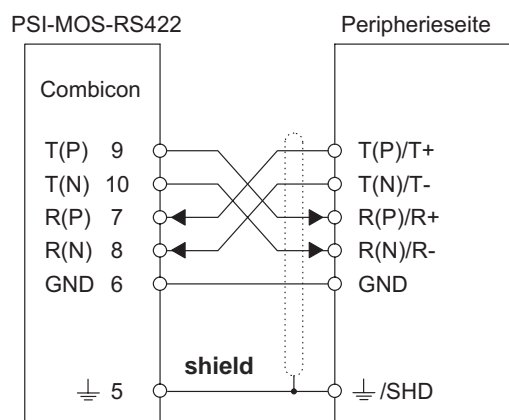 PSI-MOS-RS422 Peripherieseite
Combicon
T(P) 9 T(P)/T+
T(N) 10 T(N)/T-
R(P) 7 R(P)/R+
R(N) 8 R(N)/R-
GND 6 GND
shield
⏚ 5 ⏚/SHD